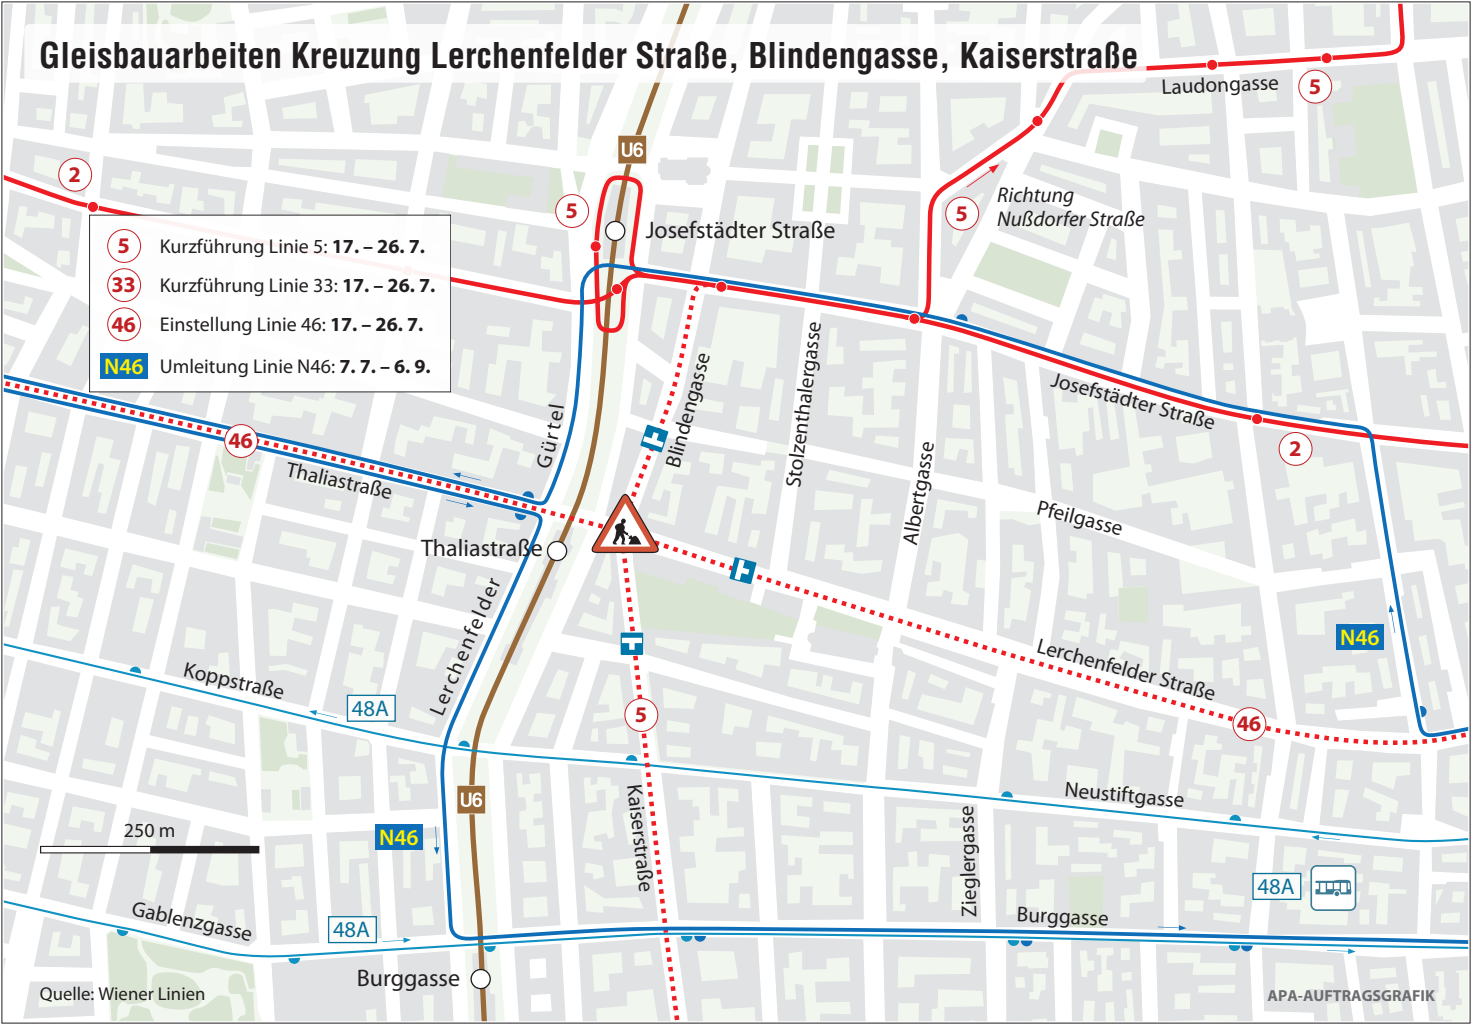 Gleisbauarbeiten Kreuzung Lerchenfelder Straße, Blindengasse, Kaiserstraße
Laudongasse
5
U6
2
5
Richtung
Nußdorfer Straße
5
Josefstädter Straße
5 Kurzführung Linie 5: 17. – 26. 7.
33 Kurzführung Linie 33: 17. – 26. 7.
46 Einstellung Linie 46: 17. – 26. 7.
N46 Umleitung Linie N46: 7. 7. – 6. 9.
Blindengasse
Stolzenthalergasse
Josefstädter Straße
2
Gürtel
46
Thaliastraße
Albertgasse
Pfeilgasse
Thaliastraße
Lerchenfelder
N46
Lerchenfelder Straße
Koppstraße
48A
5
46
U6
Neustiftgasse
250 m
N46
Kaiserstraße
Zieglergasse
48A
Gablenzgasse
48A
Burggasse
Burggasse
Quelle: Wiener Linien
APA-AUFTRAGSGRAFIK